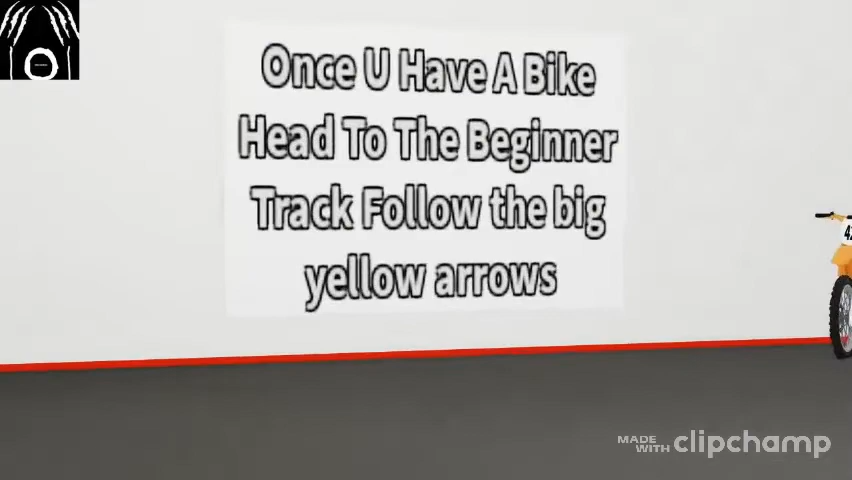 Once U Have A Bike
Head To The Beginner
Track Follow the big
yellow arrows
MADE
WITH clipchamp